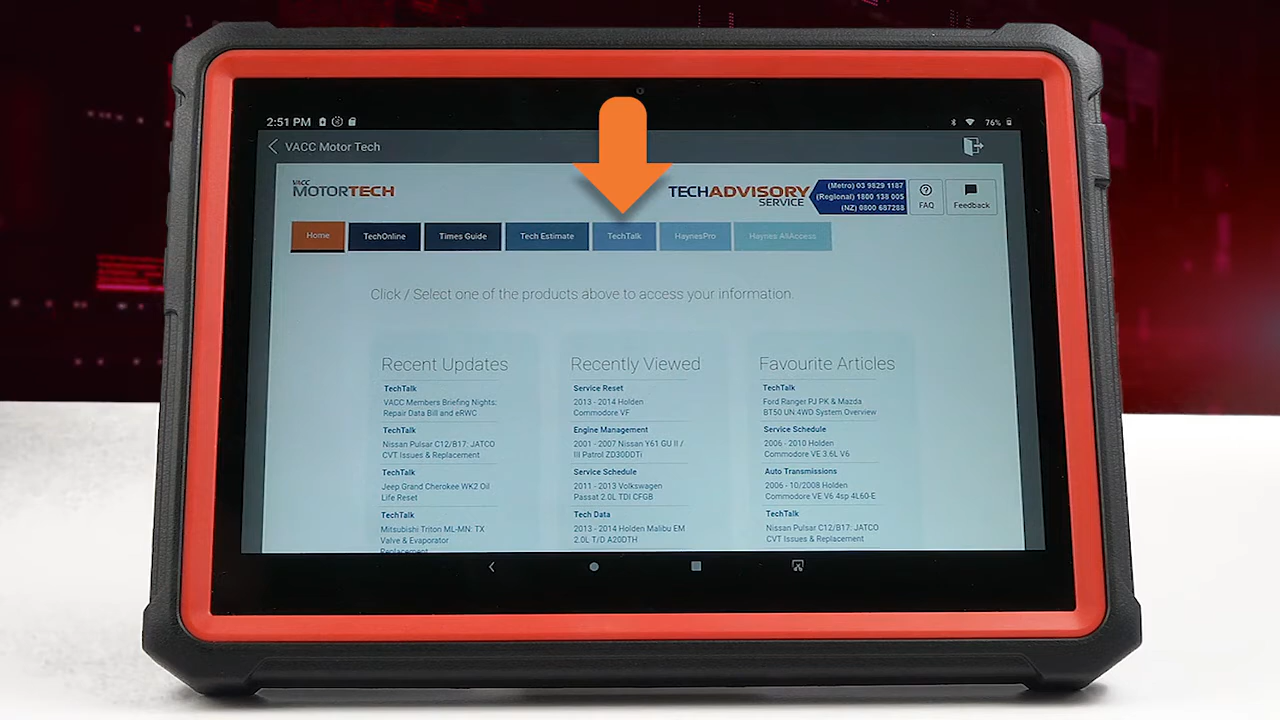 2:51 PM
76%
VACC Motor Tech
VACC
MOTORTECH
TECHADVISORY
SERVICE
(Metro) 03 9829 1187
(Regional) 1800 138 005
(NZ) 0800 687288
FAQ
Feedback
Home
TechOnline
Times Guide
Tech Estimate
TechTalk
HaynesPro
Haynes AllAccess
Click / Select one of the products above to access your information.
Recent Updates
TechTalk
VACC Members Briefing Nights:
Repair Data Bill and eRWC
TechTalk
Nissan Pulsar C12/B17: JATCO
CVT Issues & Replacement
TechTalk
Jeep Grand Cherokee WK2 Oil
Life Reset
TechTalk
Mitsubishi Triton ML-MN: TX
Valve & Evaporator
Replacement
Recently Viewed
Service Reset
2013 - 2014 Holden
Commodore VF
Engine Management
2001 - 2007 Nissan Y61 GU II /
III Patrol ZD30DDTi
Service Schedule
2011 - 2013 Volkswagen
Passat 2.0L TDI CFGB
Tech Data
2013 - 2014 Holden Malibu EM
2.0L T/D A20DTH
Favourite Articles
TechTalk
Ford Ranger PJ PK & Mazda
BT50 UN 4WD System Overview
Service Schedule
2006 - 2010 Holden
Commodore VE 3.6L V6
Auto Transmissions
2006 - 10/2008 Holden
Commodore VE V6 4sp 4L60-E
TechTalk
Nissan Pulsar C12/B17: JATCO
CVT Issues & Replacement